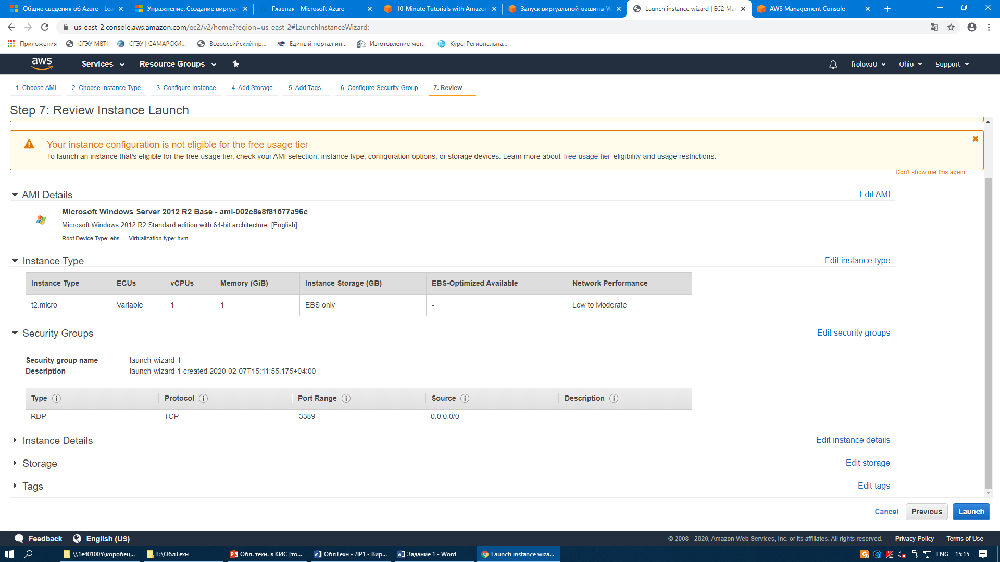 Общие сведения об Azure - Lea
Упражнение. Создание виртуал
Главная - Microsoft Azure
10-Minute Tutorials with Amazon
Запуск виртуальной машины W
Launch instance wizard | EC2 Ma
AWS Management Console
us-east-2.console.aws.amazon.com/ec2/v2/home?region=us-east-2#LaunchInstanceWizard:
Приложения
СГЭУ МВТІ
СГЭУ | САМАРСКИ...
Всероссийский пр...
Единый портал ин...
Изготовление мет...
Курс: Региональна...
aws
Services
Resource Groups
frolovaU
Ohio
Support
1. Choose AMI
2. Choose Instance Type
3. Configure Instance
4. Add Storage
5. Add Tags
6. Configure Security Group
7. Review
Step 7: Review Instance Launch
Your instance configuration is not eligible for the free usage tier
To launch an instance that's eligible for the free usage tier, check your AMI selection, instance type, configuration options, or storage devices. Learn more about free usage tier eligibility and usage restrictions.
Don't show me this again
AMI Details
Edit AMI
Microsoft Windows Server 2012 R2 Base - ami-002c8e8f81577a96c
Microsoft Windows 2012 R2 Standard edition with 64-bit architecture. [English]
Root Device Type: ebs Virtualization type: hvm
Instance Type
Edit instance type
Instance Type ECUs vCPUs Memory (GiB) Instance Storage (GB) EBS-Optimized Available Network Performance
t2.micro Variable 1 1 EBS only - Low to Moderate
Security Groups
Edit security groups
Security group name launch-wizard-1
Description launch-wizard-1 created 2020-02-07T15:11:55.175+04:00
Type Protocol Port Range Source Description
RDP TCP 3389 0.0.0.0/0
Instance Details
Edit instance details
Storage
Edit storage
Tags
Edit tags
Cancel
Previous
Launch
Feedback
English (US)
© 2008 - 2020, Amazon Web Services, Inc. or its affiliates. All rights reserved.
Privacy Policy
Terms of Use
\\1e401005\коробец...
F:\ОблТехн
Обл. техн. в КИС [то...
ОблТехн - ЛР1 - Вир...
Задание 1 - Word
Launch instance wiza...
ENG
15:15